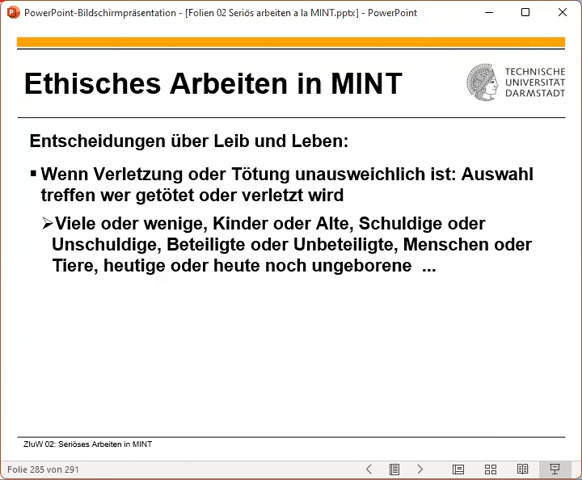 PowerPoint-Bildschirmpräsentation - [Folien 02 Seriös arbeiten a la MINT.pptx] - PowerPoint
Ethisches Arbeiten in MINT
TECHNISCHE
UNIVERSITÄT
DARMSTADT
Entscheidungen über Leib und Leben:
▪ Wenn Verletzung oder Tötung unausweichlich ist: Auswahl
treffen wer getötet oder verletzt wird
➢Viele oder wenige, Kinder oder Alte, Schuldige oder
Unschuldige, Beteiligte oder Unbeteiligte, Menschen oder
Tiere, heutige oder heute noch ungeborene ...
ZIuW 02: Seriöses Arbeiten in MINT
Folie 285 von 291